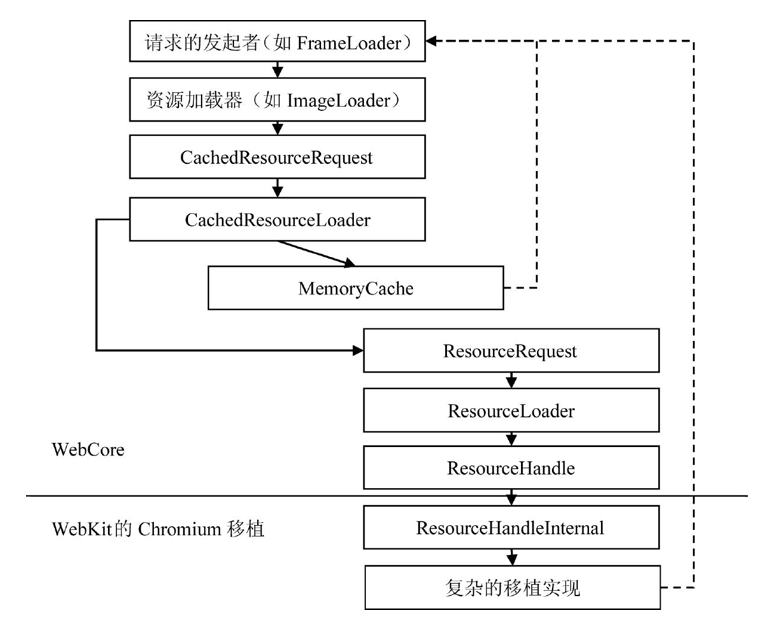 请求的发起者（如 FrameLoader）
资源加载器（如 ImageLoader）
CachedResourceRequest
CachedResourceLoader
MemoryCache
ResourceRequest
ResourceLoader
WebCore
ResourceHandle
WebKit的 Chromium 移植
ResourceHandleInternal
复杂的移植实现